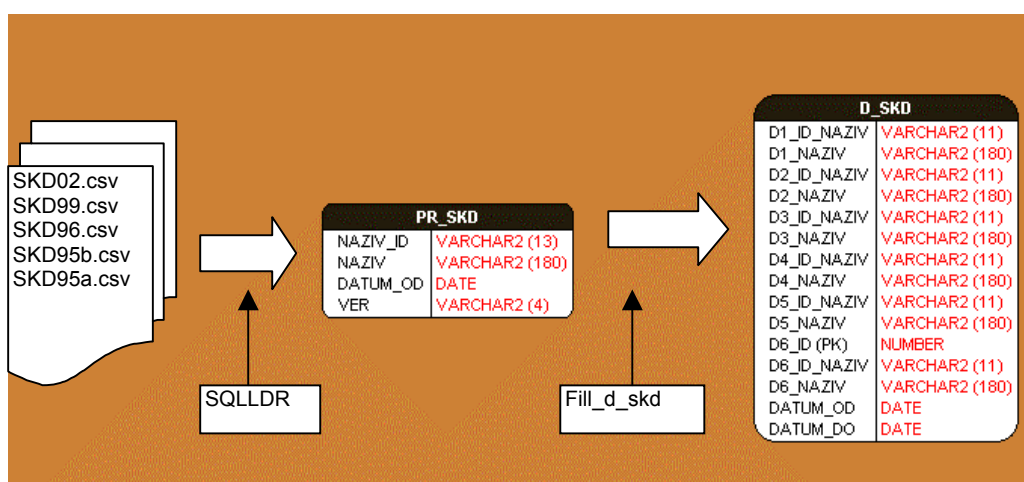 SKD02.csv
SKD99.csv
SKD96.csv
SKD95b.csv
SKD95a.csv
SQLLDR
PR_SKD
NAZIV_ID VARCHAR2 (13)
NAZIV VARCHAR2 (180)
DATUM_OD DATE
VER VARCHAR2 (4)
Fill_d_skd
D_SKD
D1_ID_NAZIV VARCHAR2 (11)
D1_NAZIV VARCHAR2 (180)
D2_ID_NAZIV VARCHAR2 (11)
D2_NAZIV VARCHAR2 (180)
D3_ID_NAZIV VARCHAR2 (11)
D3_NAZIV VARCHAR2 (180)
D4_ID_NAZIV VARCHAR2 (11)
D4_NAZIV VARCHAR2 (180)
D5_ID_NAZIV VARCHAR2 (11)
D5_NAZIV VARCHAR2 (180)
D6_ID (PK) NUMBER
D6_ID_NAZIV VARCHAR2 (11)
D6_NAZIV VARCHAR2 (180)
DATUM_OD DATE
DATUM_DO DATE